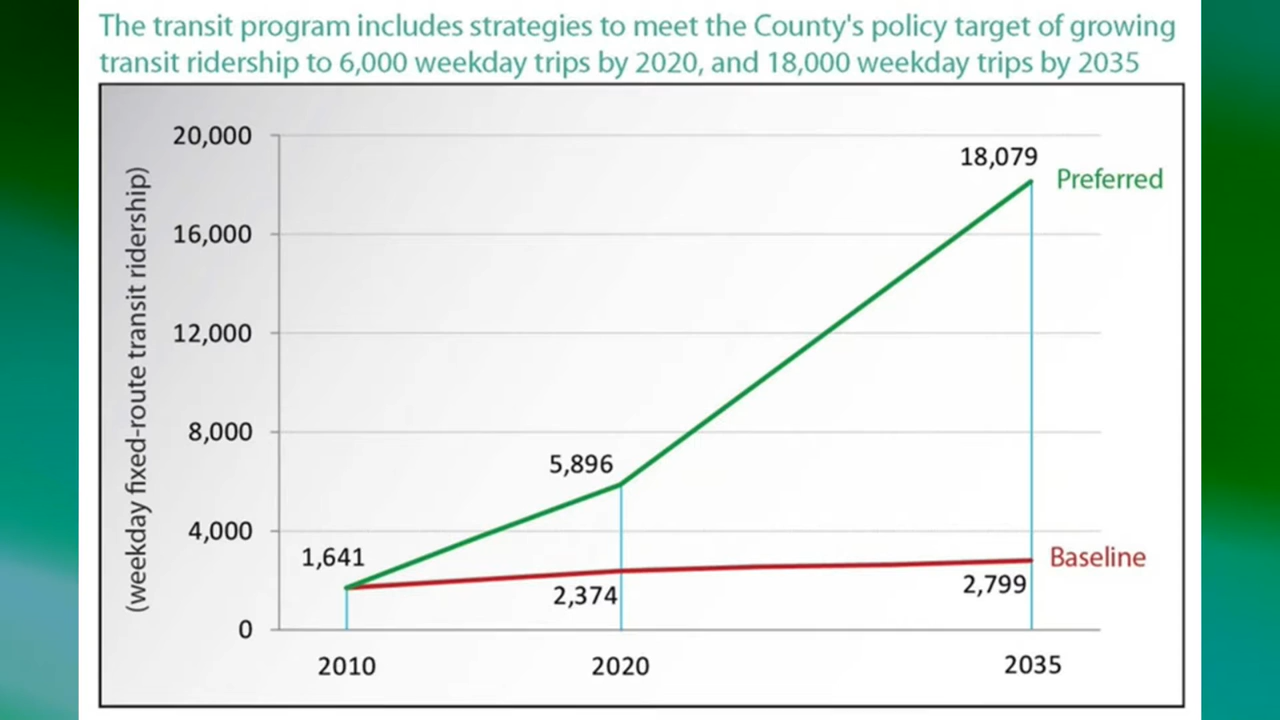 The transit program includes strategies to meet the County's policy target of growing
transit ridership to 6,000 weekday trips by 2020, and 18,000 weekday trips by 2035
(weekday fixed-route transit ridership)
20,000
16,000
12,000
8,000
4,000
0
18,079
Preferred
5,896
1,641
Baseline
2,374
2,799
2010
2020
2035